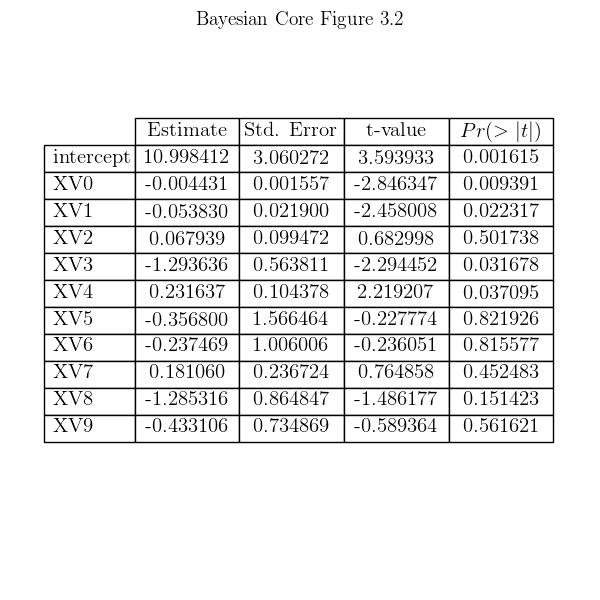 Bayesian Core Figure 3.2
Estimate Std. Error t-value Pr(> |t|)
intercept 10.998412 3.060272 3.593933 0.001615
XV0 -0.004431 0.001557 -2.846347 0.009391
XV1 -0.053830 0.021900 -2.458008 0.022317
XV2 0.067939 0.099472 0.682998 0.501738
XV3 -1.293636 0.563811 -2.294452 0.031678
XV4 0.231637 0.104378 2.219207 0.037095
XV5 -0.356800 1.566464 -0.227774 0.821926
XV6 -0.237469 1.006006 -0.236051 0.815577
XV7 0.181060 0.236724 0.764858 0.452483
XV8 -1.285316 0.864847 -1.486177 0.151423
XV9 -0.433106 0.734869 -0.589364 0.561621